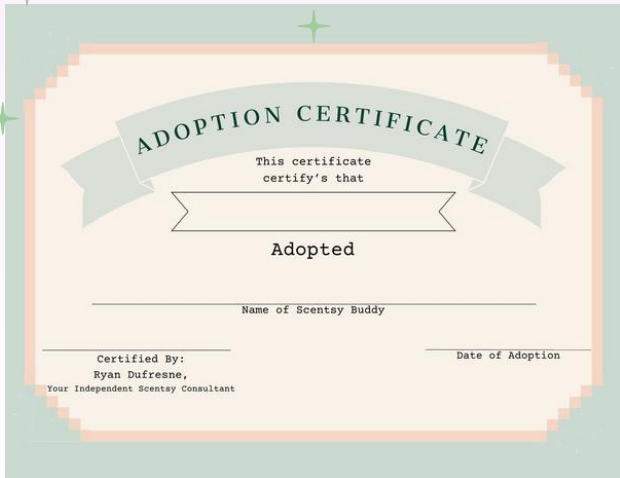 ADOPTION CERTIFICATE
This certificate
certify's that
Adopted
Name of Scentsy Buddy
Certified By:
Ryan Dufresne,
Your Independent Scentsy Consultant
Date of Adoption